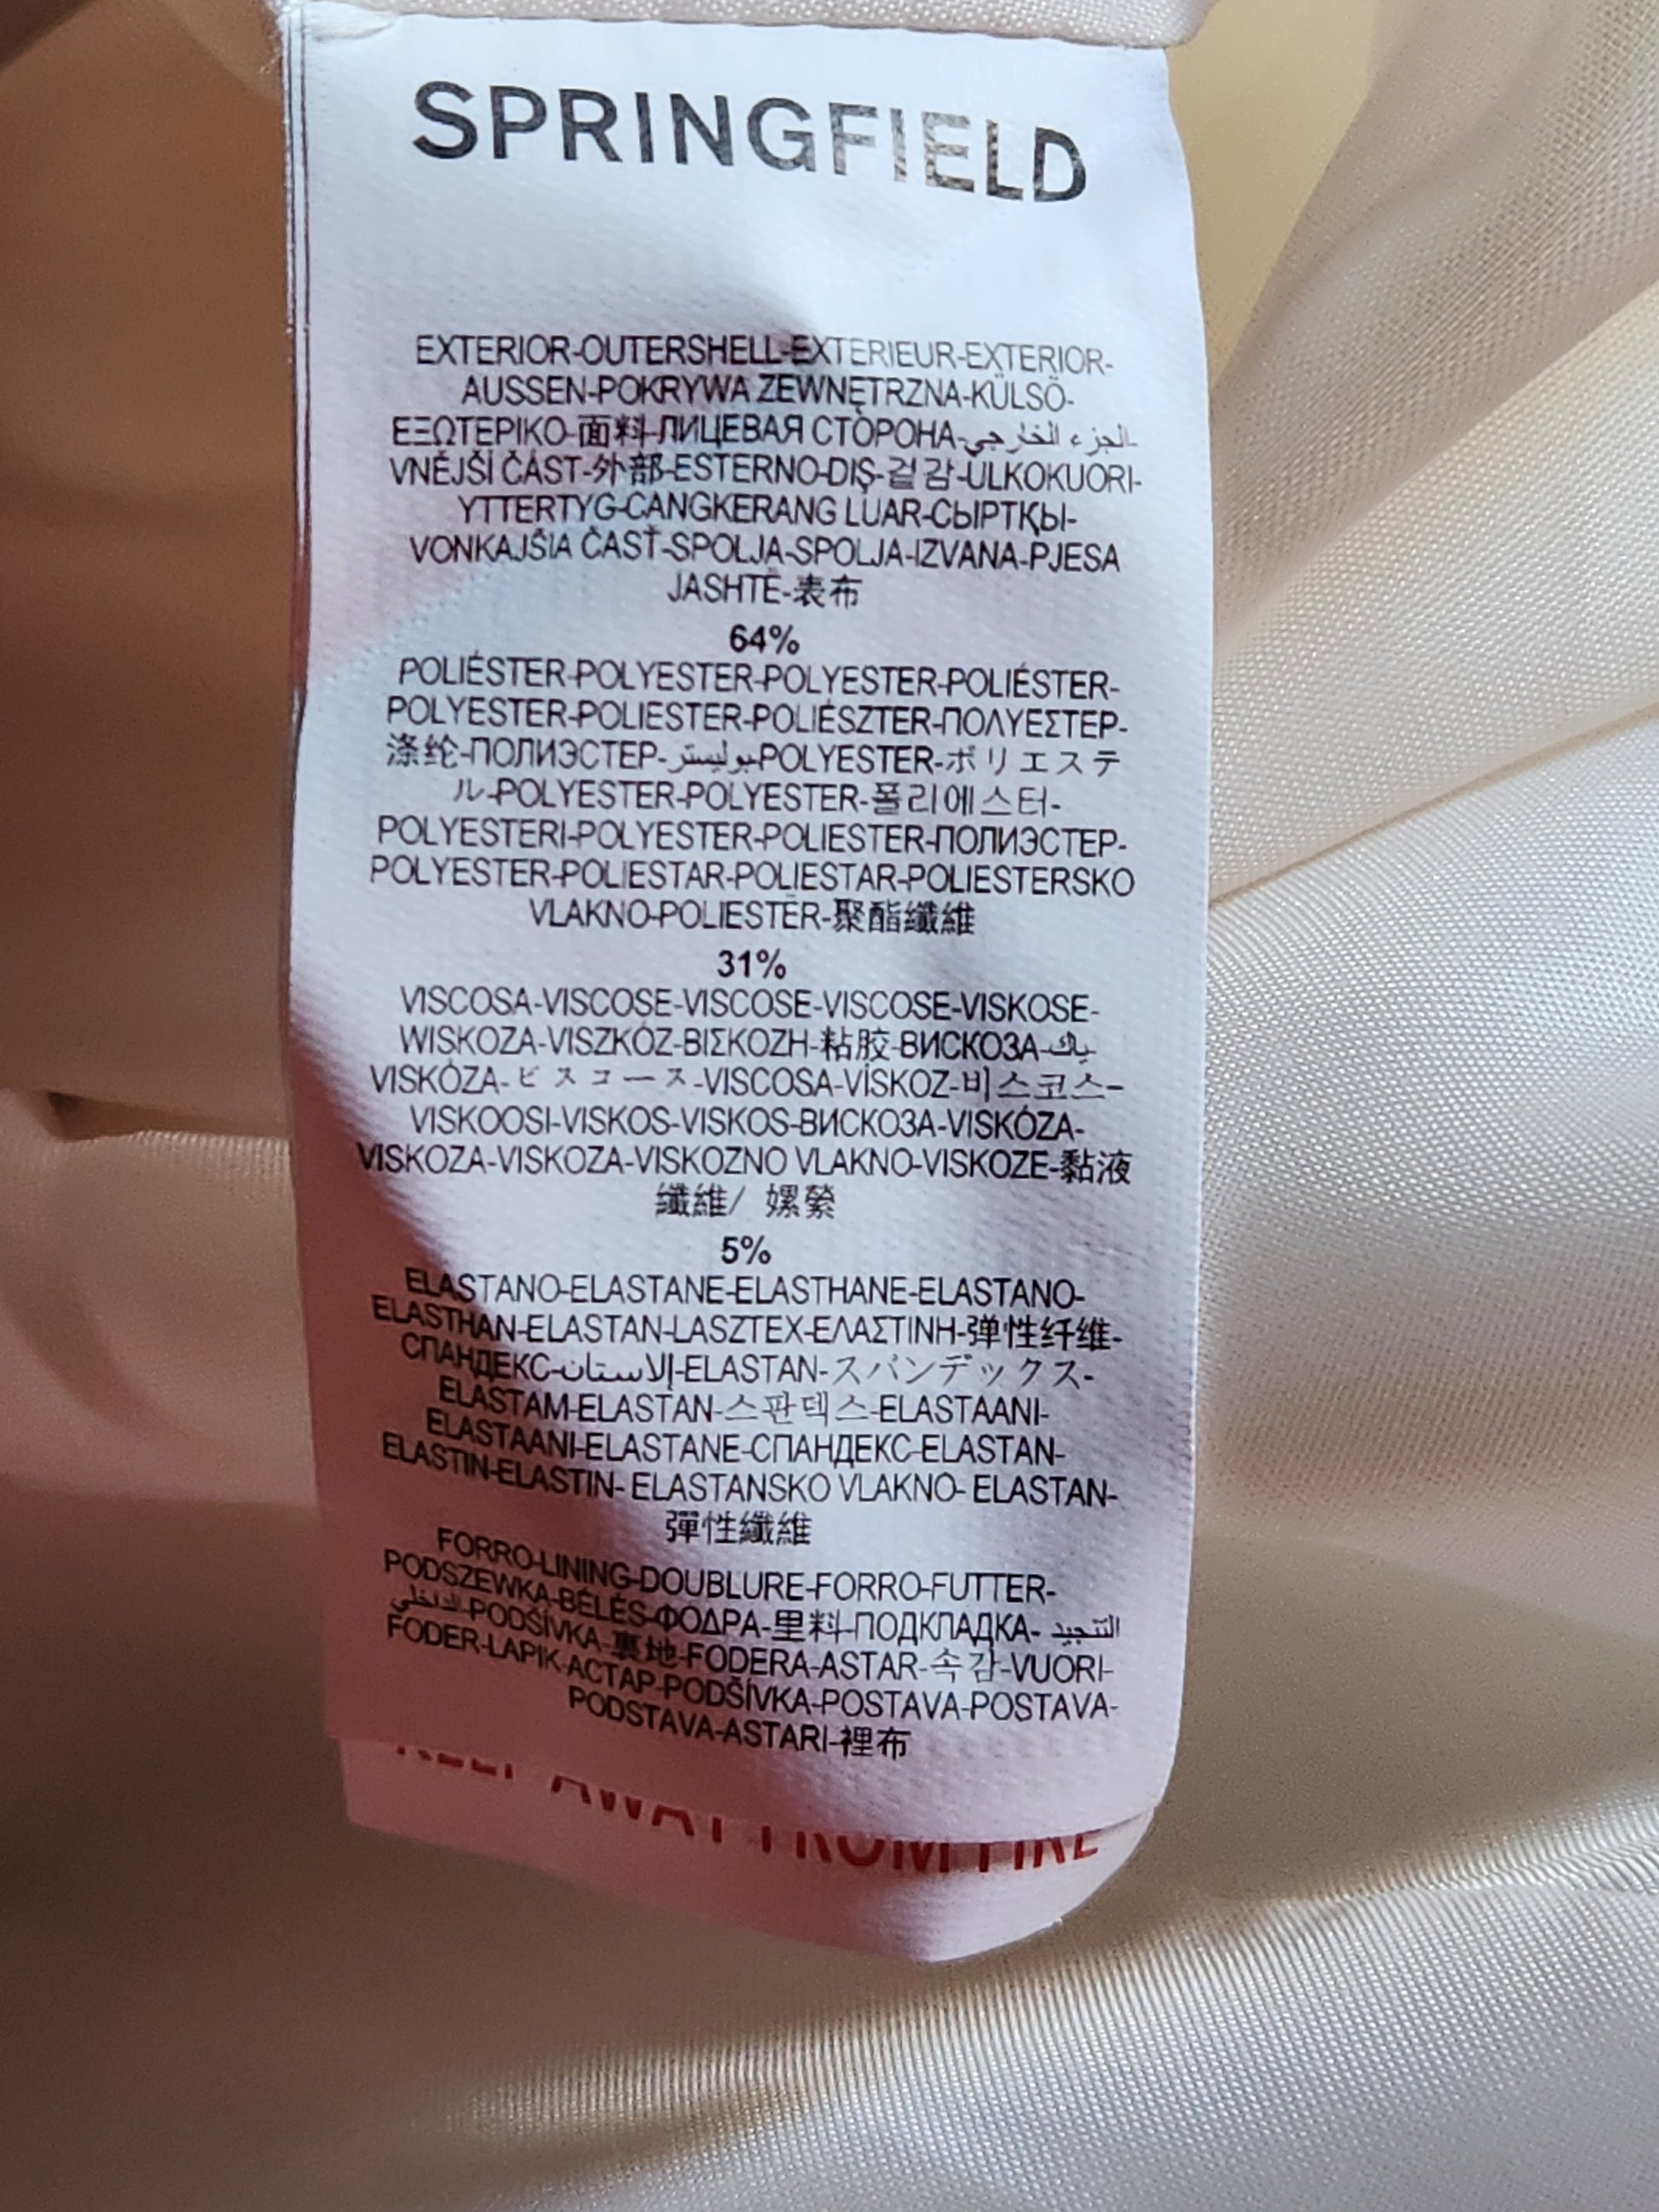 SPRINGFIELD
EXTERIOR-OUTERSHELL-EXTERIEUR-EXTERIOR-
AUSSEN-POKRYWA ZEWNĘTRZNA-KÜLSÖ-
ΕΞΩΤΕΡΙΚΟ-面料-ЛИЦЕВАЯ СТОРОНА-الجزء الخارجي-
VNĚJŠÍ ČÁST-外部-ESTERNO-DIŞ-겉감-ULKOKUORI-
YTTERTYG-CANGKERANG LUAR-СЫРТҚЫ-
VONKAJŠIA ČASŤ-SPOLJA-SPOLJA-IZVANA-PJESA
JASHTË-表布
64%
POLIÉSTER-POLYESTER-POLYESTER-POLIÉSTER-
POLYESTER-POLIESTER-POLIÉSZTER-ΠΟΛΥΕΣΤΕΡ-
涤纶-ПОЛИЭСТЕР-بوليستر-POLYESTER-ポリエステ
ル-POLYESTER-POLYESTER-폴리에스터-
POLYESTERI-POLYESTER-POLIESTER-ПОЛИЭСТЕР-
POLYESTER-POLIESTAR-POLIESTAR-POLIESTERSKO
VLAKNO-POLIESTËR-聚酯纖維
31%
VISCOSA-VISCOSE-VISCOSE-VISCOSE-VISKOSE-
WISKOZA-VISZKÓZ-ΒΙΣΚΟΖΗ-粘胶-ВИСКОЗА-
VISKÓZA-ビスコース-VISCOSA-VİSKOZ-비스코스-
VISKOOSI-VISKOS-VISKOS-ВИСКОЗА-VISKÓZA-
VISKOZA-VISKOZA-VISKOZNO VLAKNO-VISKOZE-黏液
纖維/ 嫘縈
5%
ELASTANO-ELASTANE-ELASTHANE-ELASTANO-
ELASTHAN-ELASTAN-LASZTEX-ΕΛΑΣΤΙΝΗ-弹性纤维-
СПАНДЕКС-إلاستان-ELASTAN-スパンデックス-
ELASTAM-ELASTAN-스판덱스-ELASTAANI-
ELASTAANI-ELASTANE-СПАНДЕКС-ELASTAN-
ELASTIN-ELASTIN- ELASTANSKO VLAKNO- ELASTAN-
彈性纖維
FORRO-LINING-DOUBLURE-FORRO-FUTTER-
PODSZEWKA-BÉLÉS-ΦΟΔΡΑ-里料-ПОДКЛАДКА- التنجيد
الداخلي-PODŠÍVKA-裏地-FODERA-ASTAR-속감-VUORI-
FODER-LAPIK-АСТАР-PODŠÍVKA-POSTAVA-POSTAVA-
PODSTAVA-ASTARI-裡布
KEEP AWAY FROM FIRE